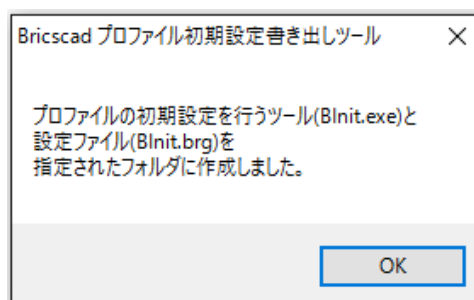 Bricscad プロファイル初期設定書き出しツール
プロファイルの初期設定を行うツール(BInit.exe)と
設定ファイル(BInit.brg)を
指定されたフォルダに作成しました。
OK